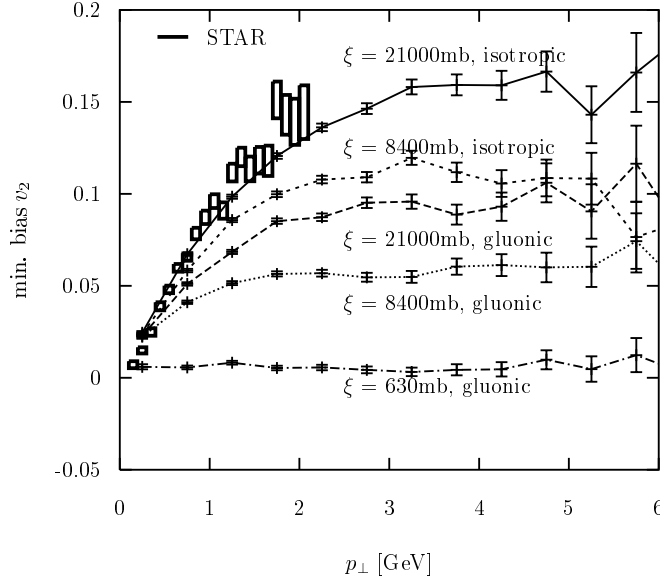 0.2
STAR
ξ = 21000mb, isotropic
0.15
ξ = 8400mb, isotropic
0.1
min. bias v₂
ξ = 21000mb, gluonic
0.05
ξ = 8400mb, gluonic
0
ξ = 630mb, gluonic
-0.05
0 1 2 3 4 5 6
p⊥ [GeV]